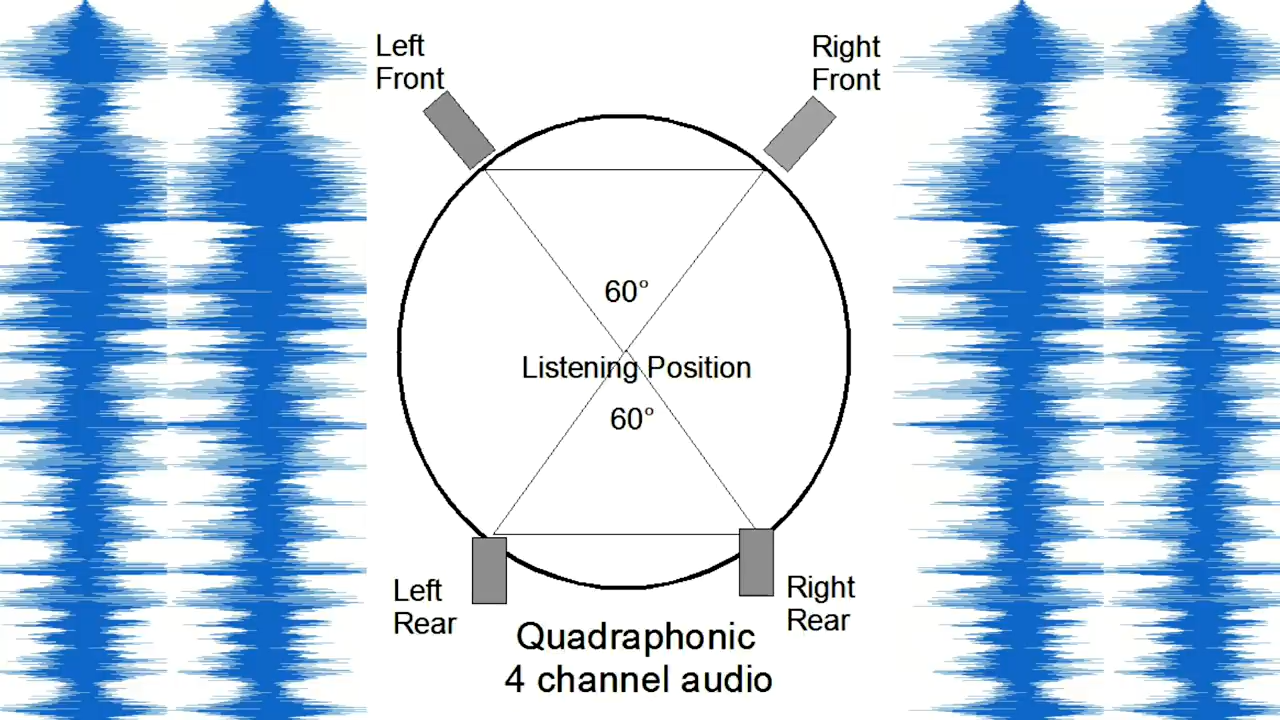 Left
Front
Right
Front
60°
Listening Position
60°
Left
Rear
Right
Rear
Quadraphonic
4 channel audio